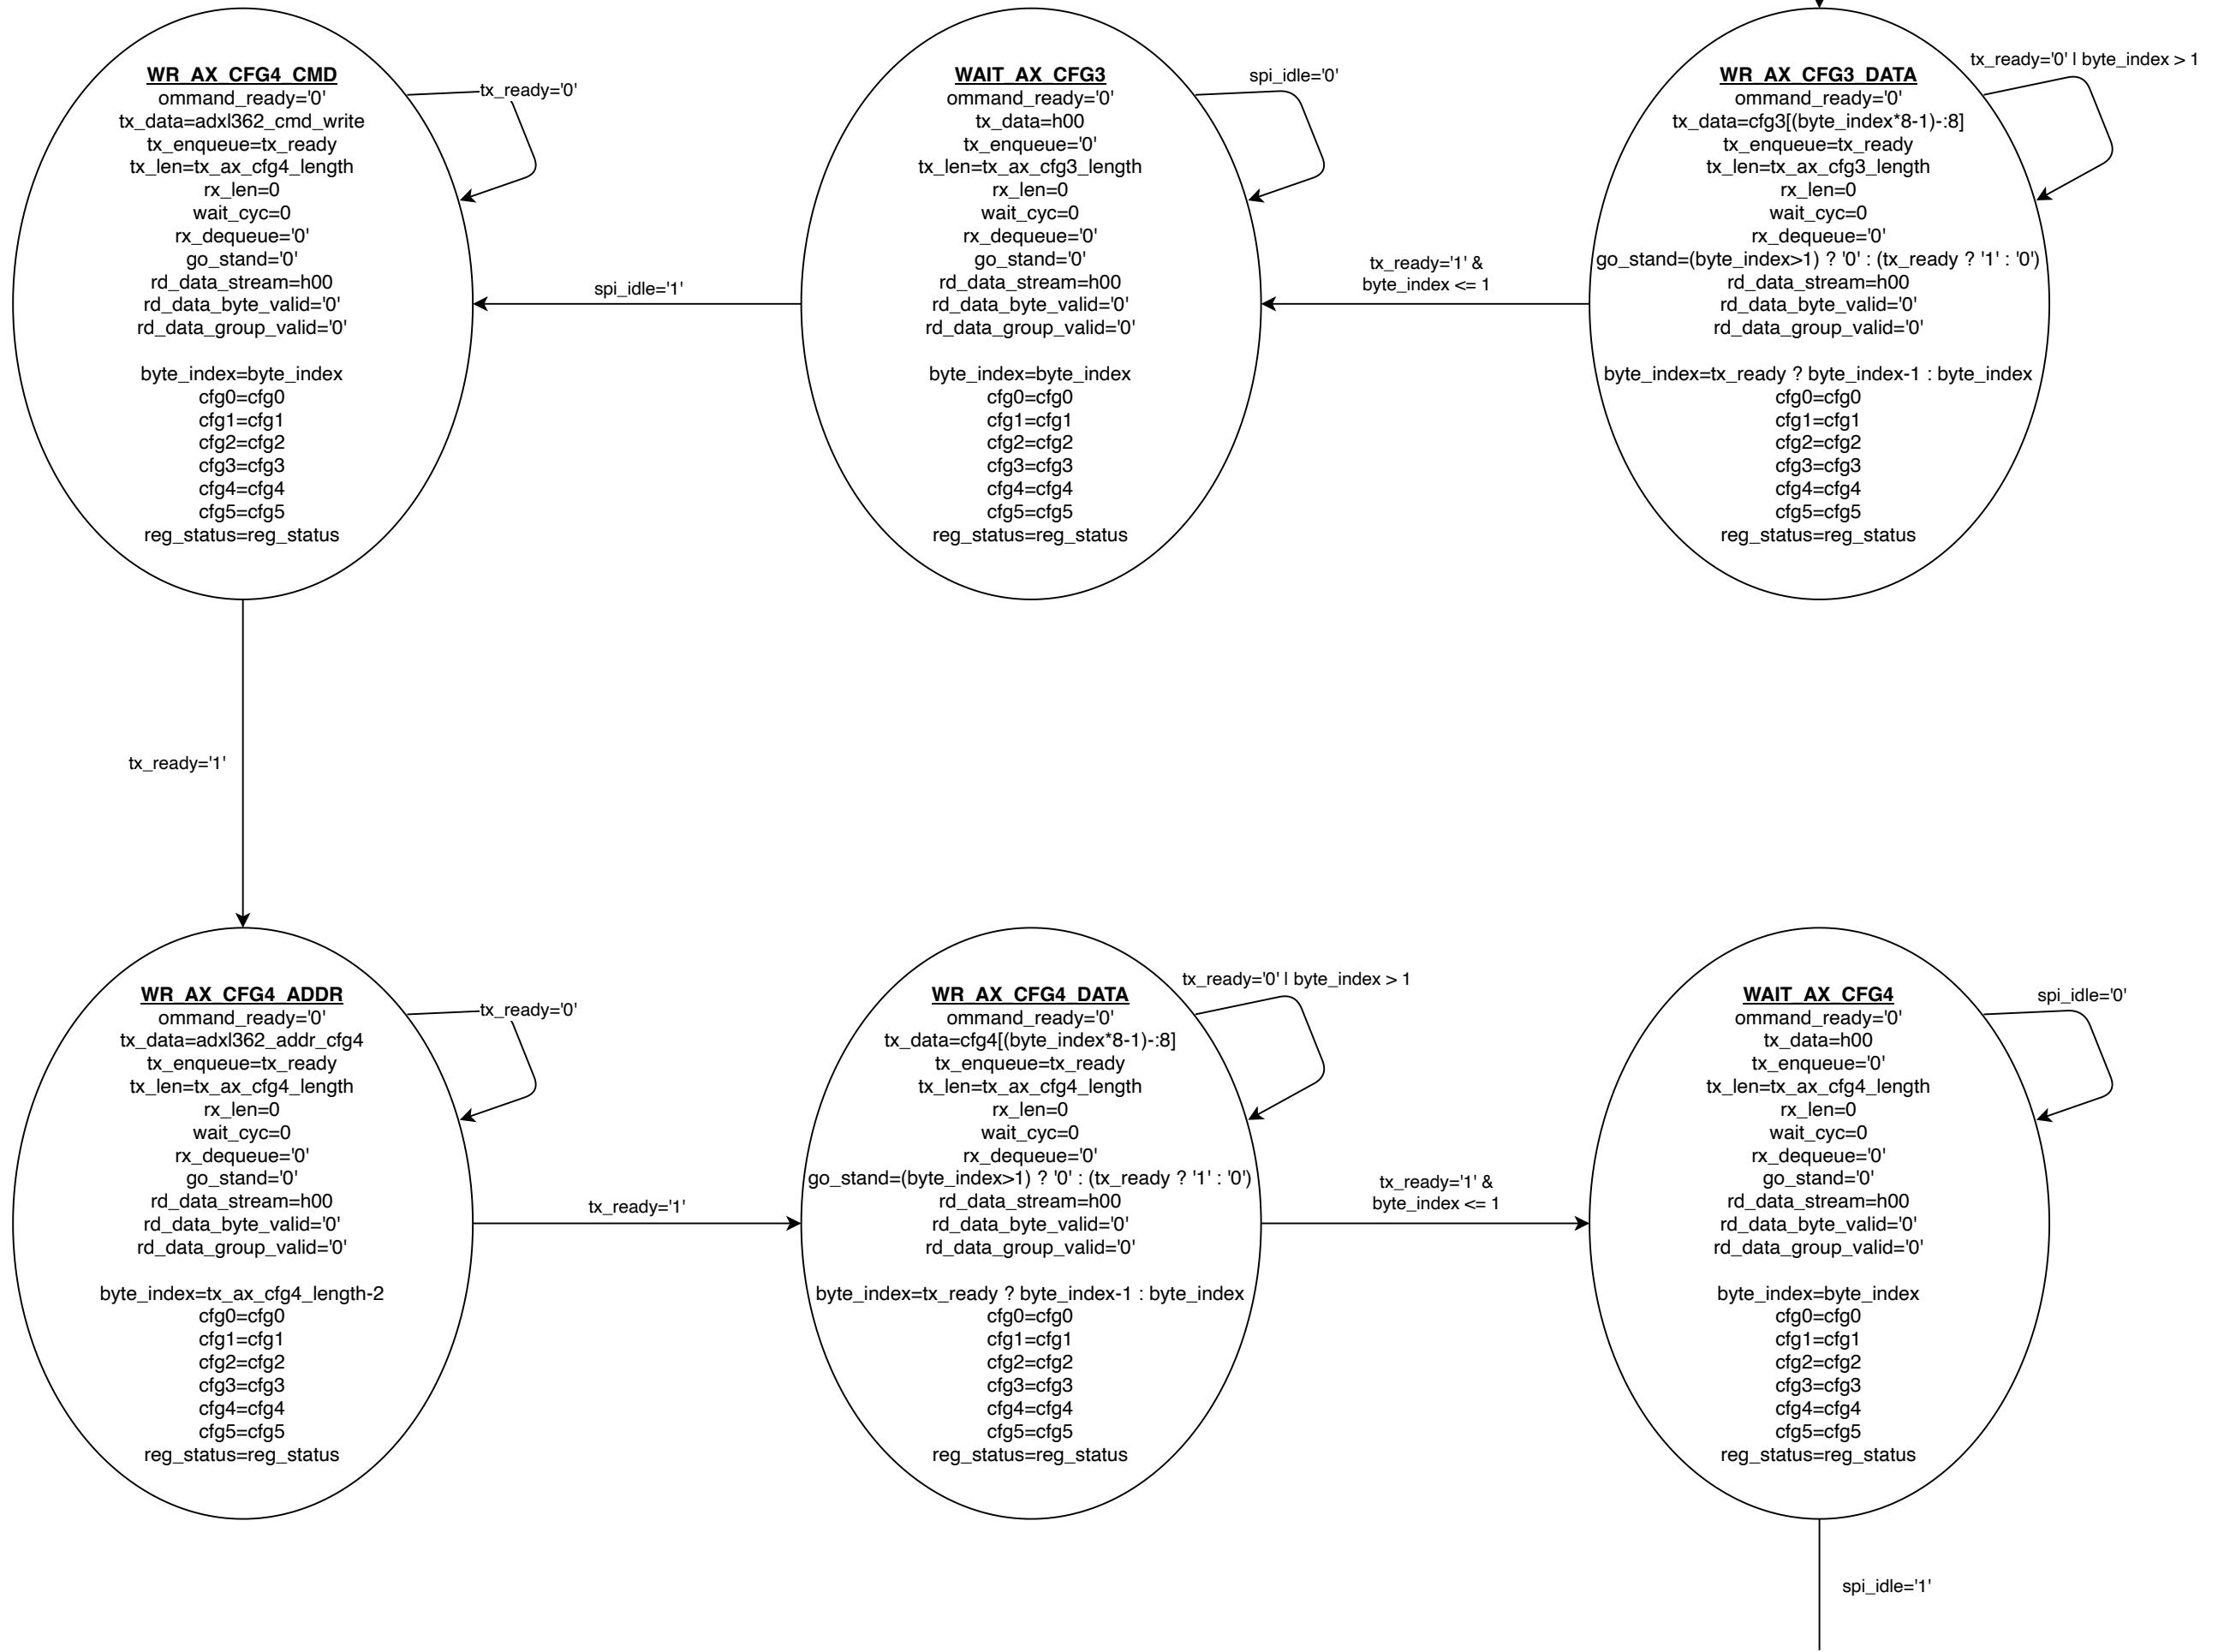 WR_AX_CFG4_CMD
ommand_ready='0'
tx_data=adxl362_cmd_write
tx_enqueue=tx_ready
tx_len=tx_ax_cfg4_length
rx_len=0
wait_cyc=0
rx_dequeue='0'
go_stand='0'
rd_data_stream=h00
rd_data_byte_valid='0'
rd_data_group_valid='0'
byte_index=byte_index
cfg0=cfg0
cfg1=cfg1
cfg2=cfg2
cfg3=cfg3
cfg4=cfg4
cfg5=cfg5
reg_status=reg_status
tx_ready='0'
spi_idle='1'
WAIT_AX_CFG3
ommand_ready='0'
tx_data=h00
tx_enqueue='0'
tx_len=tx_ax_cfg3_length
rx_len=0
wait_cyc=0
rx_dequeue='0'
go_stand='0'
rd_data_stream=h00
rd_data_byte_valid='0'
rd_data_group_valid='0'
byte_index=byte_index
cfg0=cfg0
cfg1=cfg1
cfg2=cfg2
cfg3=cfg3
cfg4=cfg4
cfg5=cfg5
reg_status=reg_status
spi_idle='0'
tx_ready='1' &
byte_index <= 1
WR_AX_CFG3_DATA
ommand_ready='0'
tx_data=cfg3[(byte_index*8-1)-:8]
tx_enqueue=tx_ready
tx_len=tx_ax_cfg3_length
rx_len=0
wait_cyc=0
rx_dequeue='0'
go_stand=(byte_index>1) ? '0' : (tx_ready ? '1' : '0')
rd_data_stream=h00
rd_data_byte_valid='0'
rd_data_group_valid='0'
byte_index=tx_ready ? byte_index-1 : byte_index
cfg0=cfg0
cfg1=cfg1
cfg2=cfg2
cfg3=cfg3
cfg4=cfg4
cfg5=cfg5
reg_status=reg_status
tx_ready='0' | byte_index > 1
tx_ready='1'
WR_AX_CFG4_ADDR
ommand_ready='0'
tx_data=adxl362_addr_cfg4
tx_enqueue=tx_ready
tx_len=tx_ax_cfg4_length
rx_len=0
wait_cyc=0
rx_dequeue='0'
go_stand='0'
rd_data_stream=h00
rd_data_byte_valid='0'
rd_data_group_valid='0'
byte_index=tx_ax_cfg4_length-2
cfg0=cfg0
cfg1=cfg1
cfg2=cfg2
cfg3=cfg3
cfg4=cfg4
cfg5=cfg5
reg_status=reg_status
tx_ready='0'
tx_ready='1'
WR_AX_CFG4_DATA
ommand_ready='0'
tx_data=cfg4[(byte_index*8-1)-:8]
tx_enqueue=tx_ready
tx_len=tx_ax_cfg4_length
rx_len=0
wait_cyc=0
rx_dequeue='0'
go_stand=(byte_index>1) ? '0' : (tx_ready ? '1' : '0')
rd_data_stream=h00
rd_data_byte_valid='0'
rd_data_group_valid='0'
byte_index=tx_ready ? byte_index-1 : byte_index
cfg0=cfg0
cfg1=cfg1
cfg2=cfg2
cfg3=cfg3
cfg4=cfg4
cfg5=cfg5
reg_status=reg_status
tx_ready='0' | byte_index > 1
tx_ready='1' &
byte_index <= 1
WAIT_AX_CFG4
ommand_ready='0'
tx_data=h00
tx_enqueue='0'
tx_len=tx_ax_cfg4_length
rx_len=0
wait_cyc=0
rx_dequeue='0'
go_stand='0'
rd_data_stream=h00
rd_data_byte_valid='0'
rd_data_group_valid='0'
byte_index=byte_index
cfg0=cfg0
cfg1=cfg1
cfg2=cfg2
cfg3=cfg3
cfg4=cfg4
cfg5=cfg5
reg_status=reg_status
spi_idle='0'
spi_idle='1'